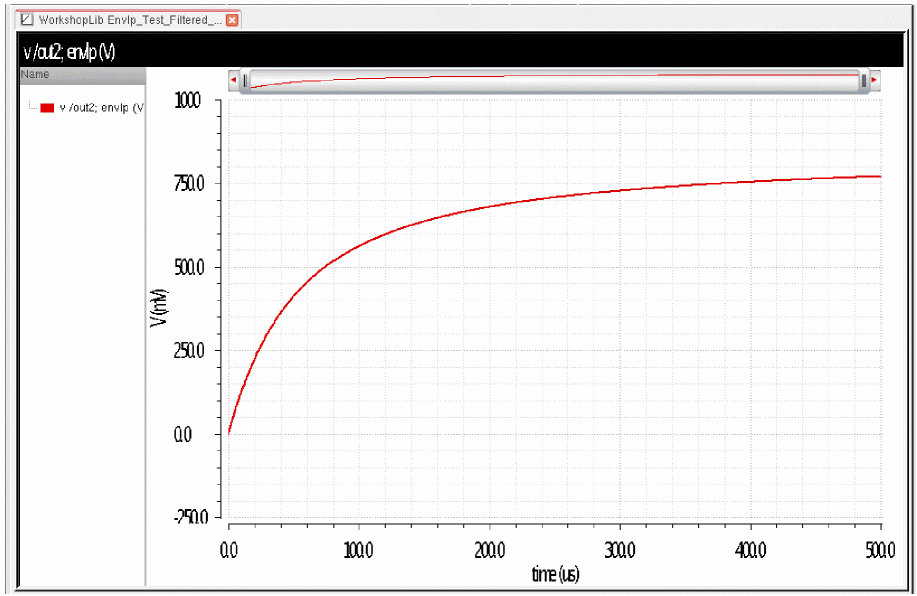 WorkshopLib Envlp_Test_Filtered_...
v /out2; envlp (V)
Name
v /out2; envlp (V
1000
750.0
500.0
250.0
0.0
-250.0
V (mV)
0.0
100.0
200.0
300.0
400.0
500.0
time (us)